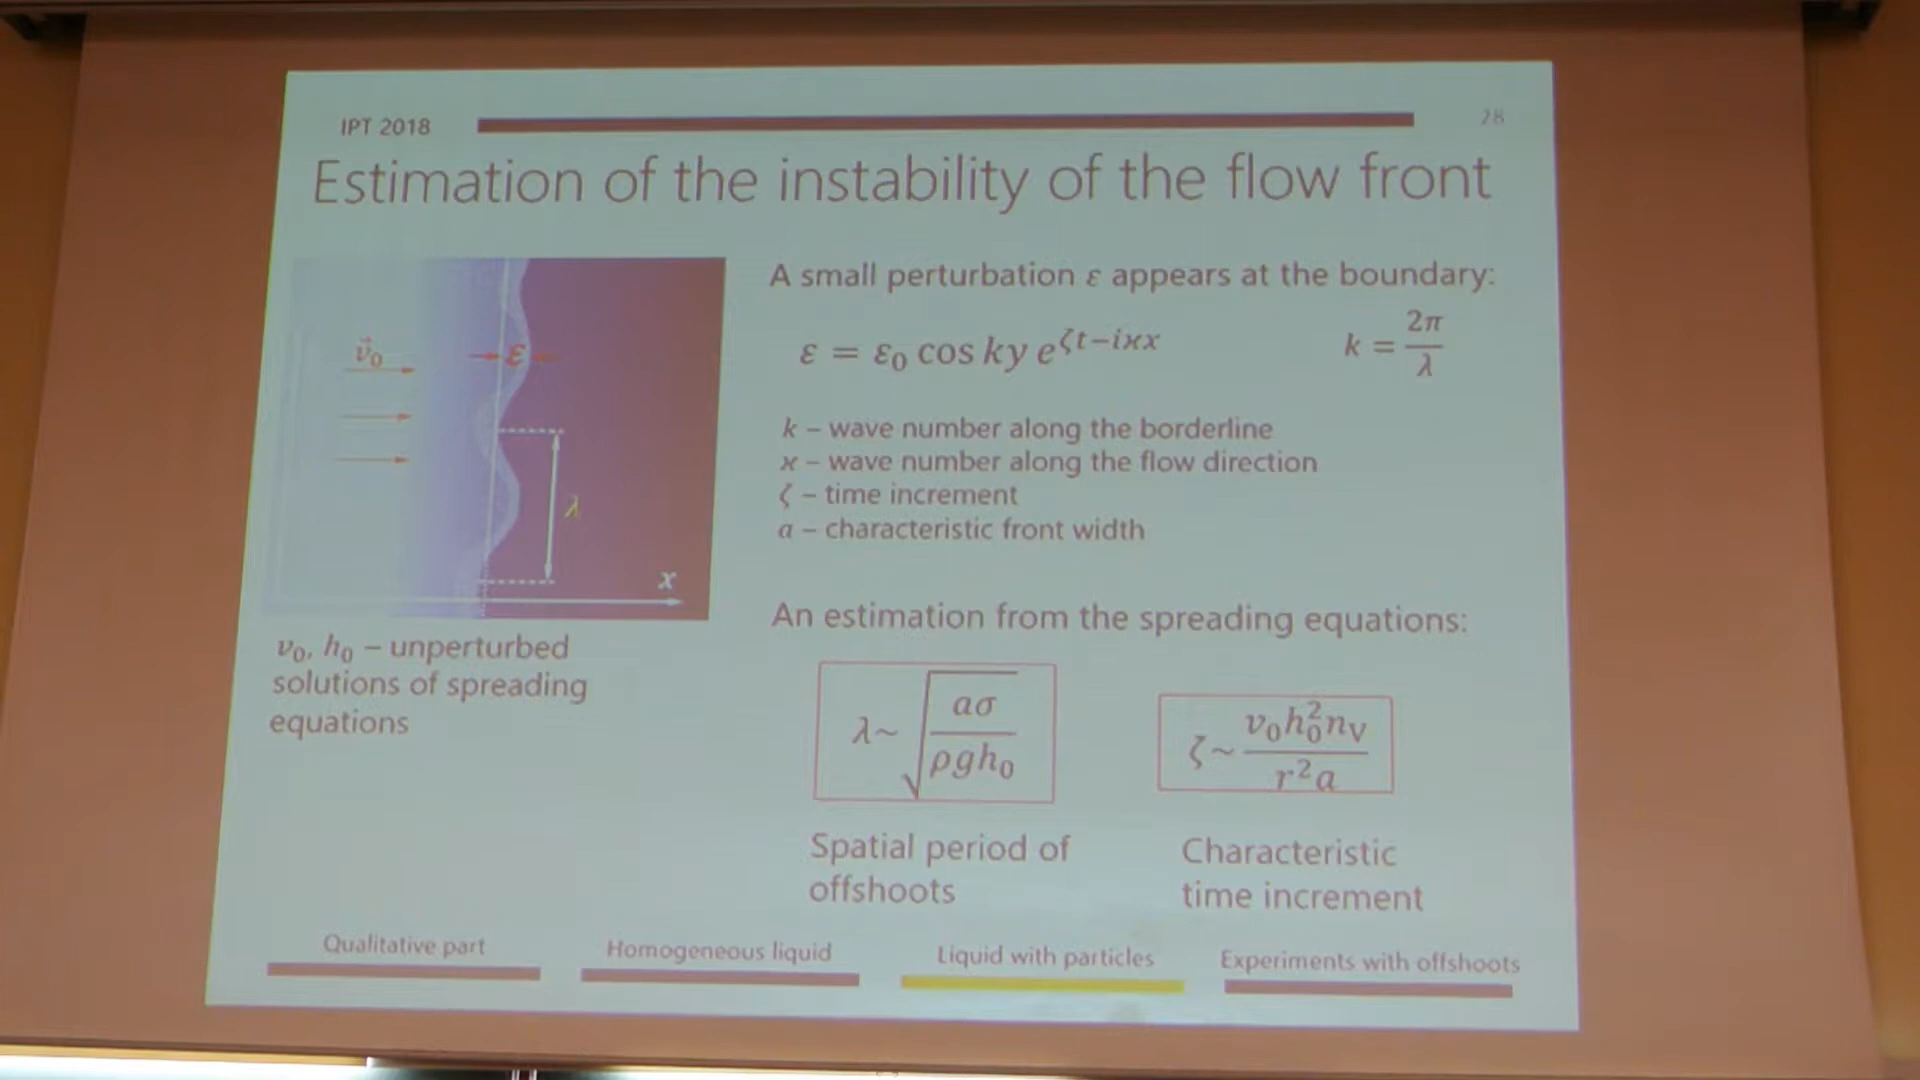 IPT 2018
28
Estimation of the instability of the flow front
A small perturbation ε appears at the boundary:
ε = ε₀ cos ky e^{ζt−iϰx}
k = 2π/λ
v⃗₀
ε
λ
x
k – wave number along the borderline
ϰ – wave number along the flow direction
ζ – time increment
a – characteristic front width
An estimation from the spreading equations:
v₀, h₀ – unperturbed
solutions of spreading
equations
λ~√(aσ/ρgh₀)
ζ~ v₀h₀²n_V/r²a
Spatial period of
offshoots
Characteristic
time increment
Qualitative part
Homogeneous liquid
Liquid with particles
Experiments with offshoots